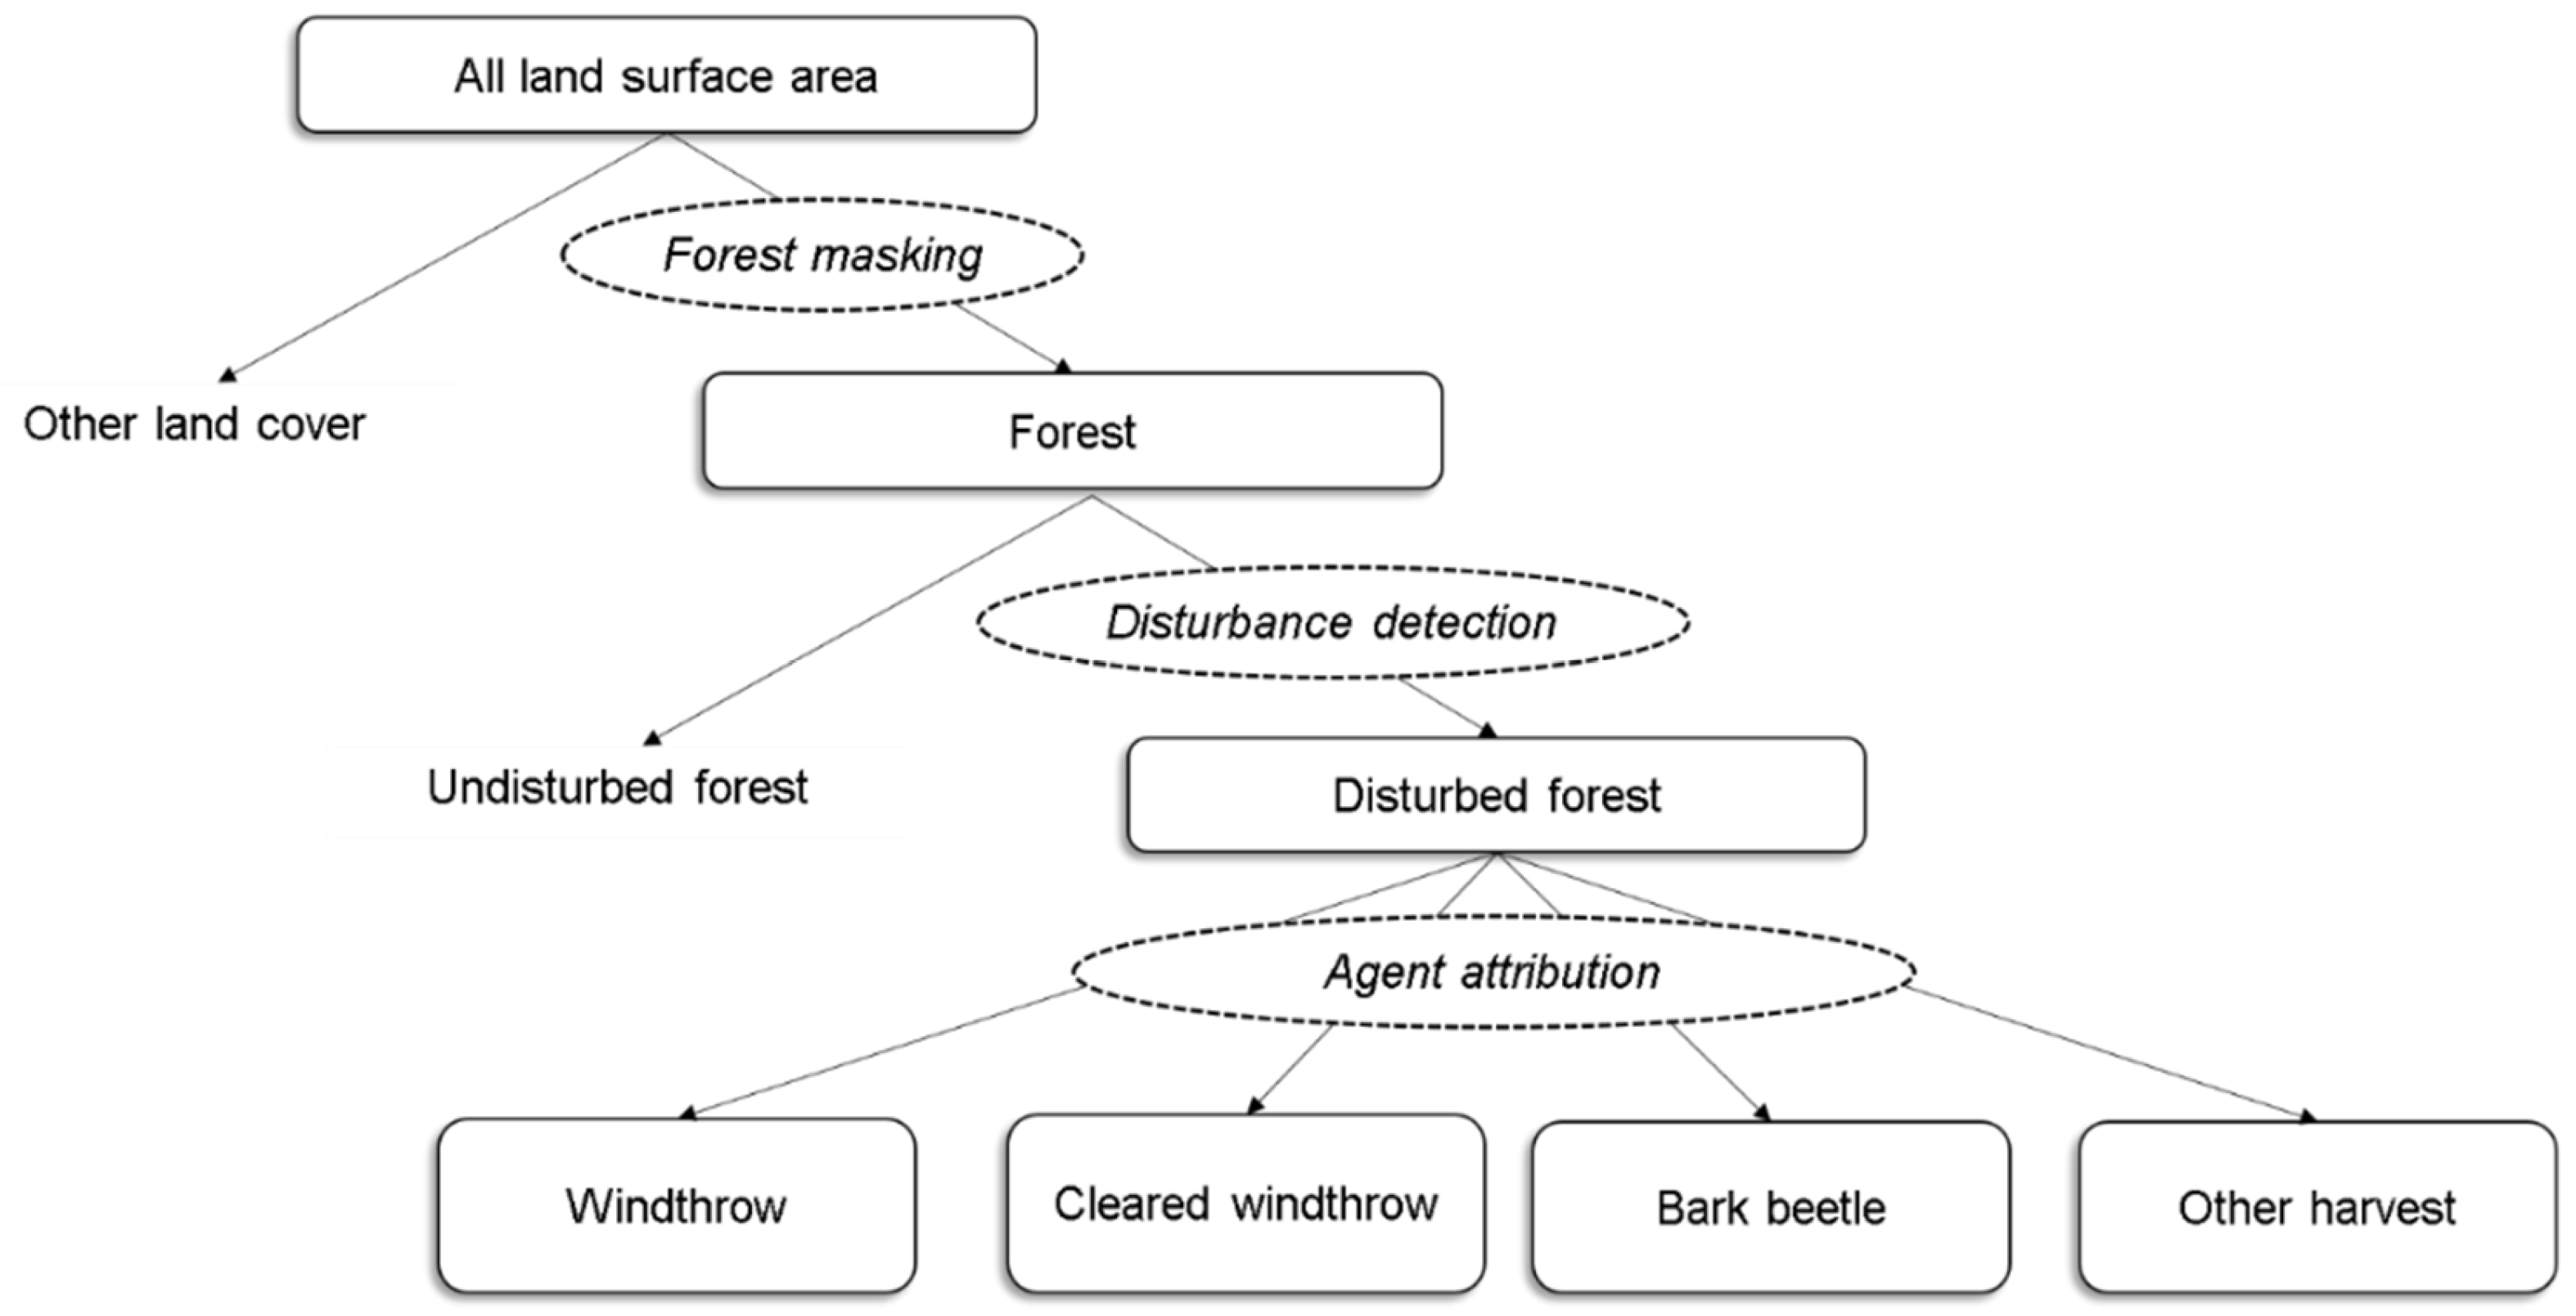 All land surface area
Forest masking
Other land cover
Forest
Disturbance detection
Undisturbed forest
Disturbed forest
Agent attribution
Windthrow
Cleared windthrow
Bark beetle
Other harvest